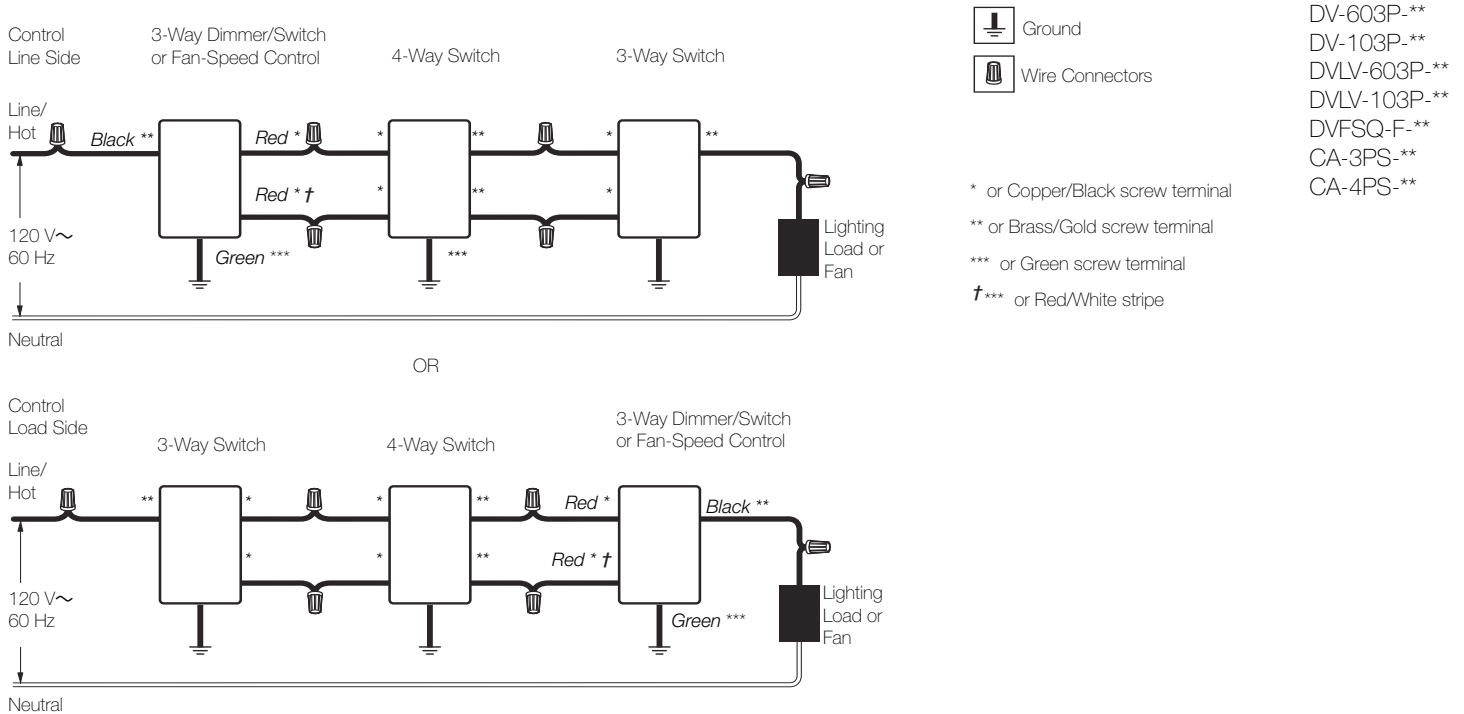 Control
Line Side
3-Way Dimmer/Switch
or Fan-Speed Control
4-Way Switch
3-Way Switch
Line/
Hot
Black **
Red *
*
**
*
**
Red * †
*
**
*
120 V~
60 Hz
Green ***
***
Lighting
Load or
Fan
Neutral
OR
Control
Load Side
3-Way Switch
4-Way Switch
3-Way Dimmer/Switch
or Fan-Speed Control
Line/
Hot
**
*
*
**
Red *
Black **
*
*
**
Red * †
120 V~
60 Hz
Green ***
Lighting
Load or
Fan
Neutral
Ground
Wire Connectors
* or Copper/Black screw terminal
** or Brass/Gold screw terminal
*** or Green screw terminal
†*** or Red/White stripe
DV-603P-**
DV-103P-**
DVLV-603P-**
DVLV-103P-**
DVFSQ-F-**
CA-3PS-**
CA-4PS-**